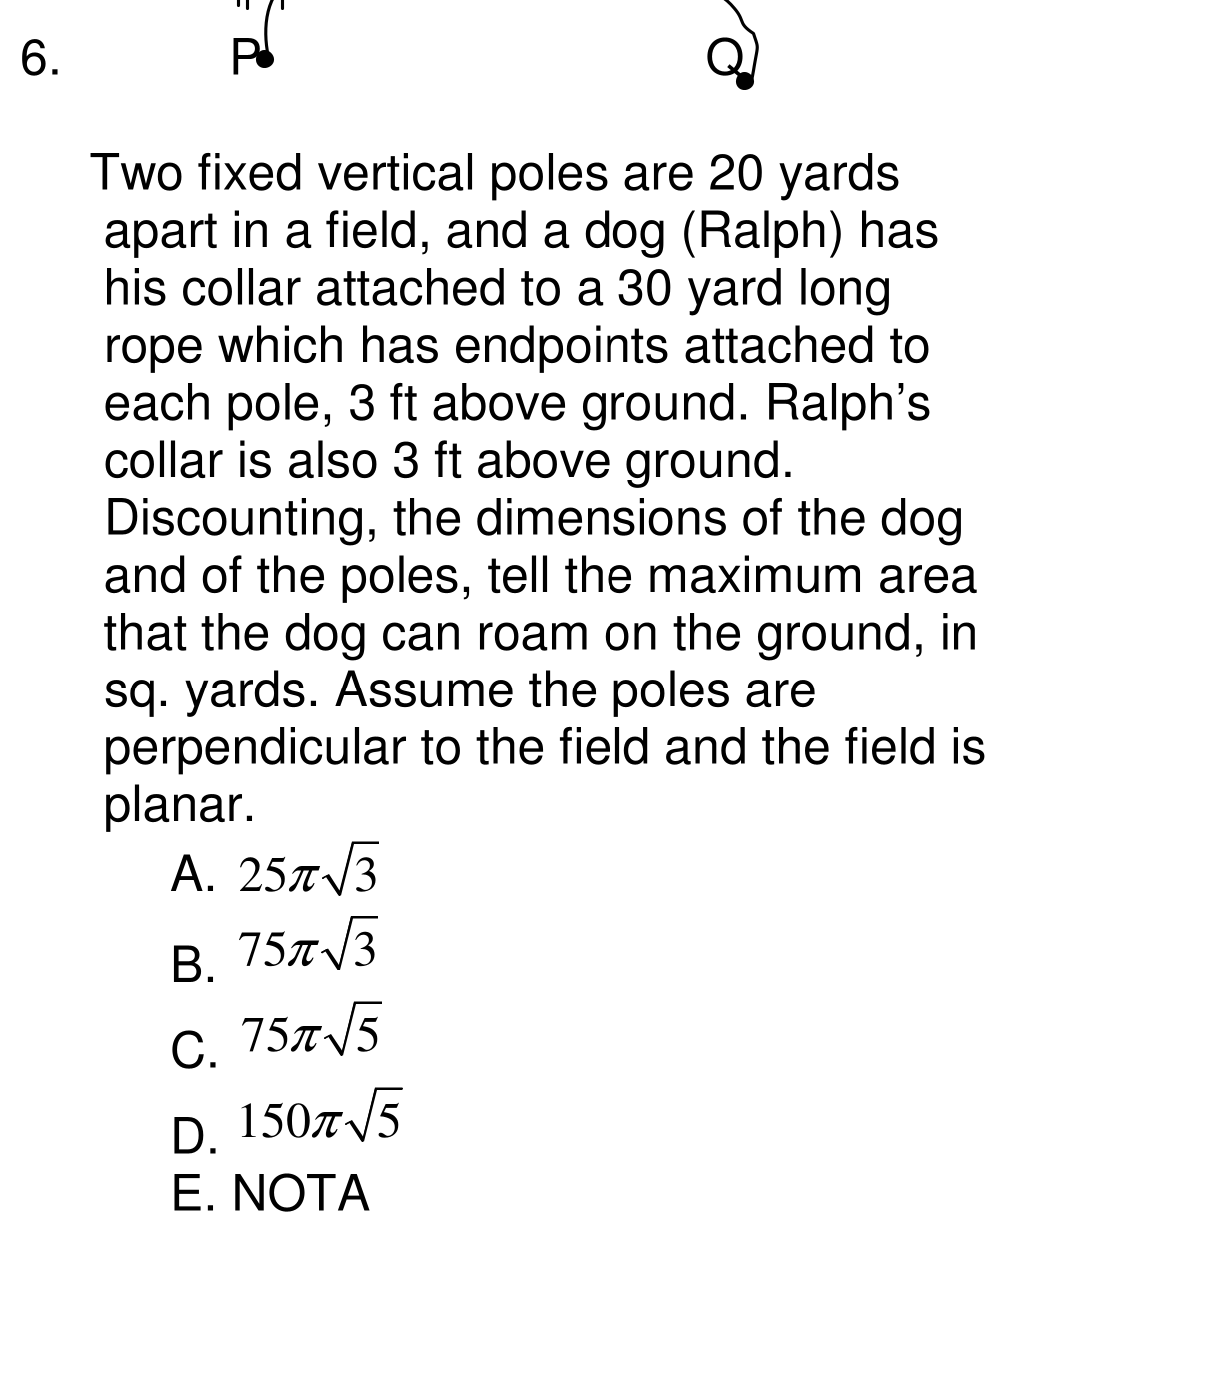 6. P Q
Two fixed vertical poles are 20 yards
apart in a field, and a dog (Ralph) has
his collar attached to a 30 yard long
rope which has endpoints attached to
each pole, 3 ft above ground. Ralph’s
collar is also 3 ft above ground.
Discounting, the dimensions of the dog
and of the poles, tell the maximum area
that the dog can roam on the ground, in
sq. yards. Assume the poles are
perpendicular to the field and the field is
planar.
A. 25π√3
B. 75π√3
C. 75π√5
D. 150π√5
E. NOTA